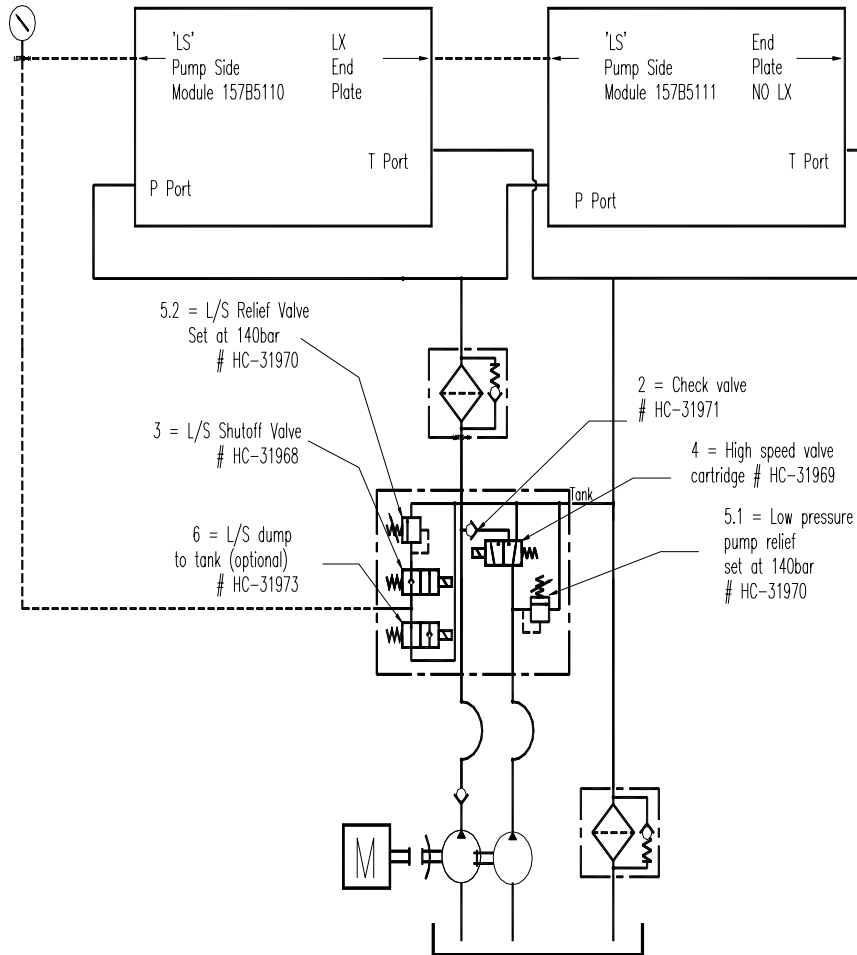 'LS'
Pump Side
Module 157B5110
LX
End
Plate
T Port
P Port
'LS'
Pump Side
Module 157B5111
End
Plate
NO LX
T Port
P Port
5.2 = L/S Relief Valve
Set at 140bar
# HC-31970
3 = L/S Shutoff Valve
# HC-31968
6 = L/S dump
to tank (optional)
# HC-31973
2 = Check valve
# HC-31971
4 = High speed valve
cartridge # HC-31969
5.1 = Low pressure
pump relief
set at 140bar
# HC-31970
Tank
M